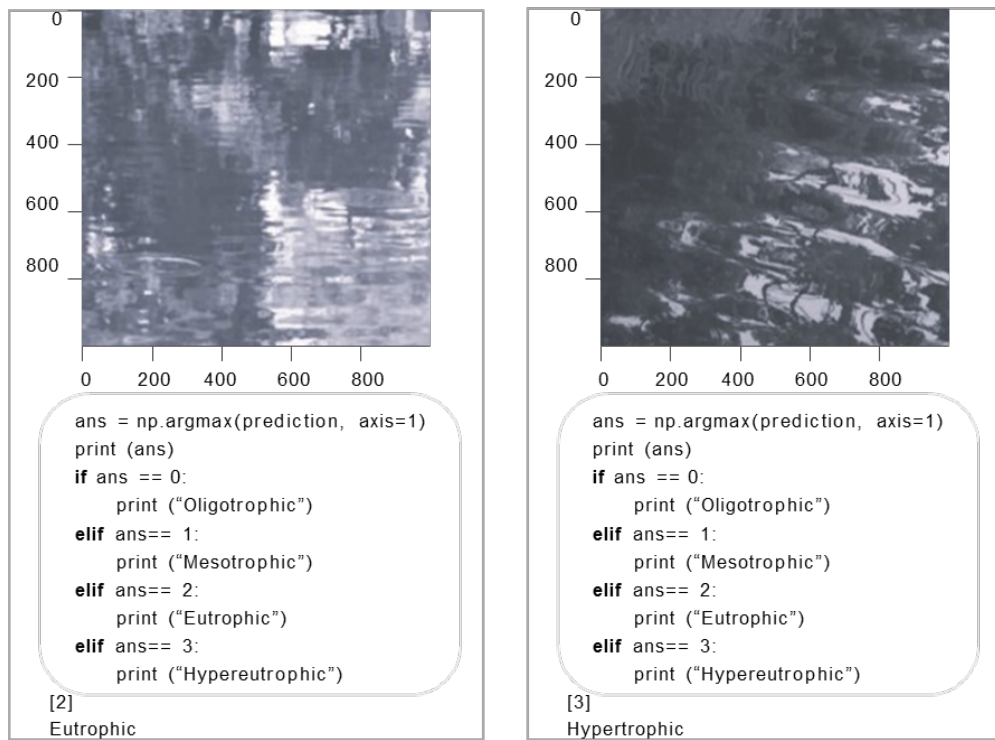 0
200
400
600
800
0 200 400 600 800
ans = np.argmax(prediction, axis=1)
print (ans)
if ans == 0:
print (“Oligotrophic”)
elif ans== 1:
print (“Mesotrophic”)
elif ans== 2:
print (“Eutrophic”)
elif ans== 3:
print (“Hypereutrophic”)
[2]
Eutrophic
0
200
400
600
800
0 200 400 600 800
ans = np.argmax(prediction, axis=1)
print (ans)
if ans == 0:
print (“Oligotrophic”)
elif ans== 1:
print (“Mesotrophic”)
elif ans== 2:
print (“Eutrophic”)
elif ans== 3:
print (“Hypereutrophic”)
[3]
Hypertrophic